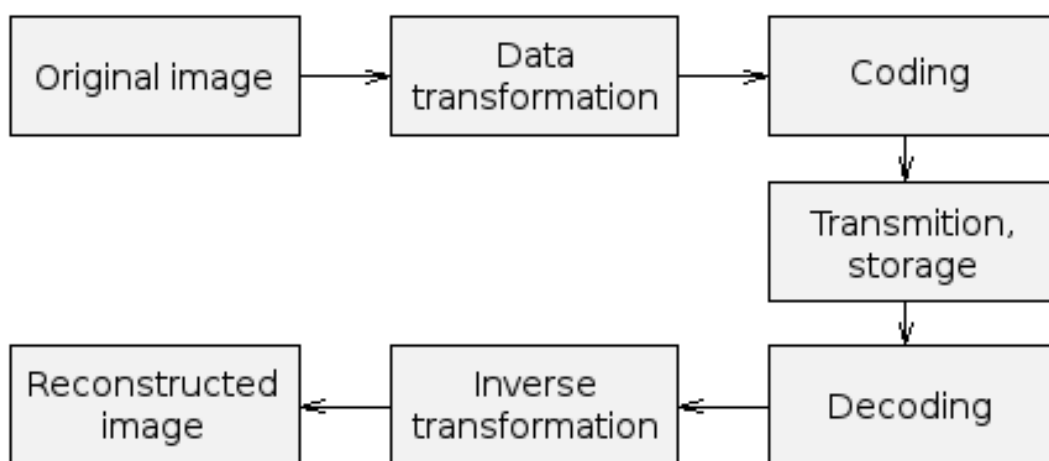 Original image
Data
transformation
Coding
Transmition,
storage
Decoding
Inverse
transformation
Reconstructed
image